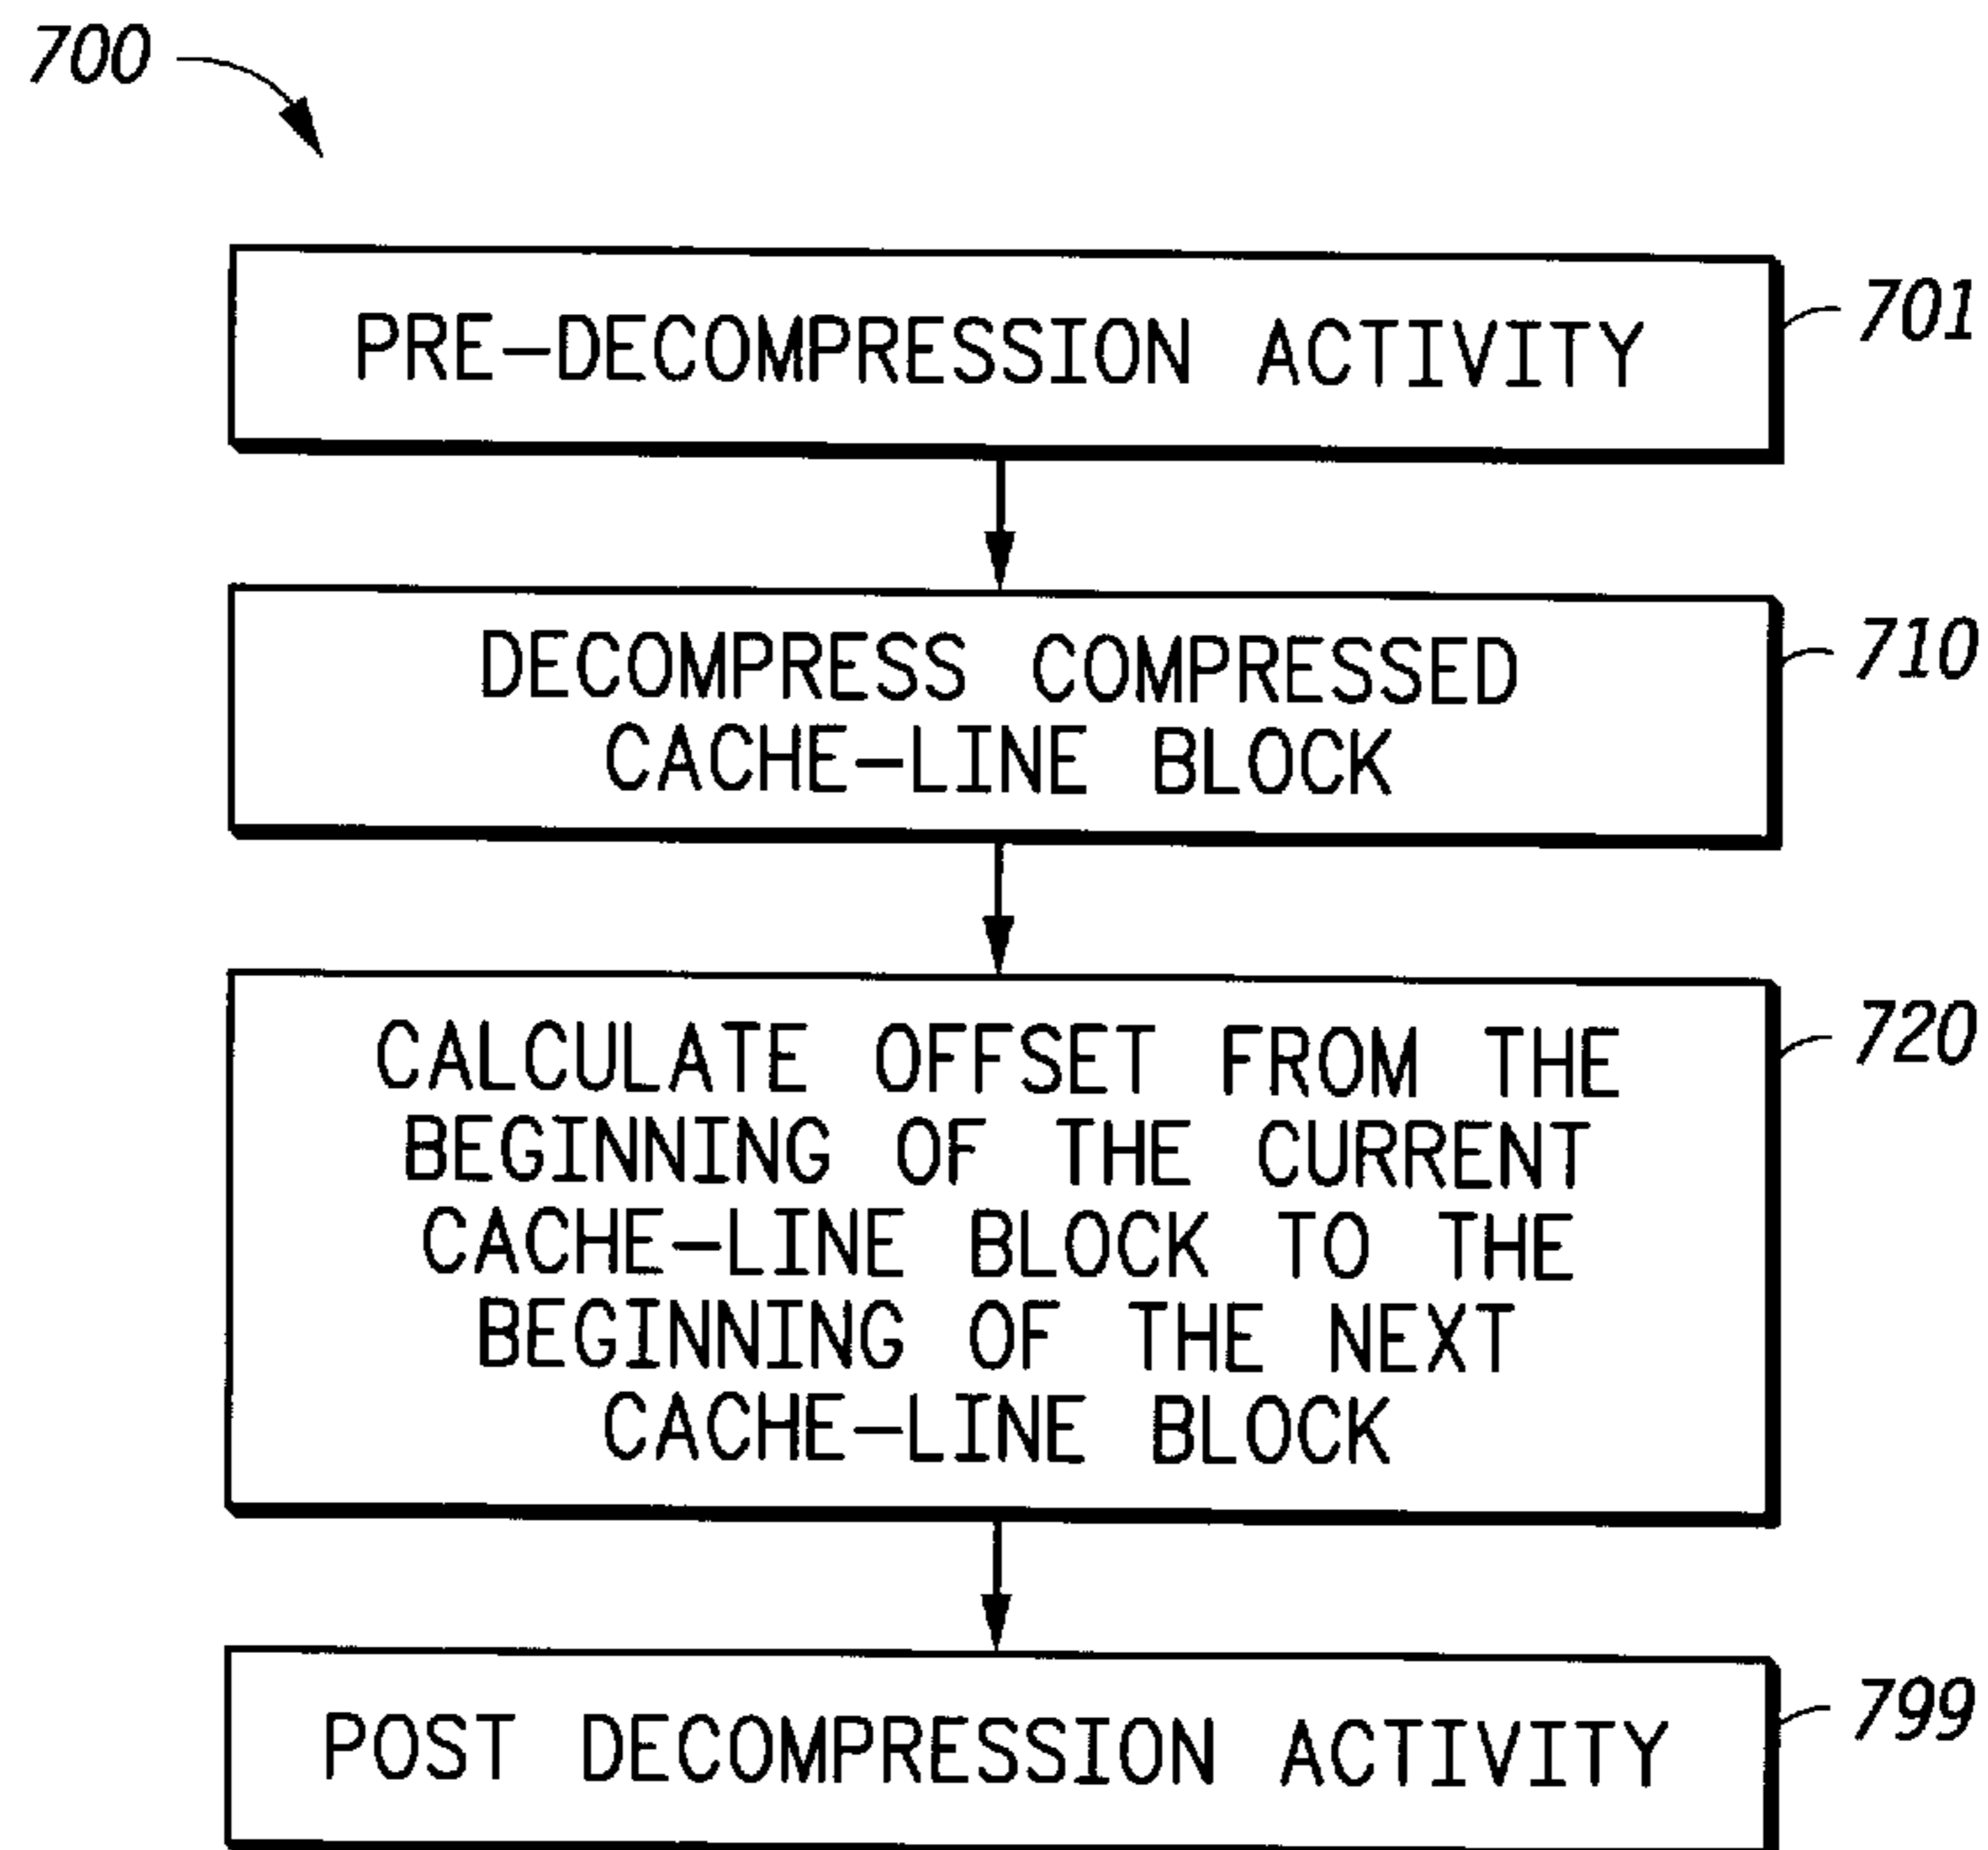 700
PRE-DECOMPRESSION ACTIVITY
701
DECOMPRESS COMPRESSED
CACHE-LINE BLOCK
710
CALCULATE OFFSET FROM THE
BEGINNING OF THE CURRENT
CACHE-LINE BLOCK TO THE
BEGINNING OF THE NEXT
CACHE-LINE BLOCK
720
POST DECOMPRESSION ACTIVITY
799